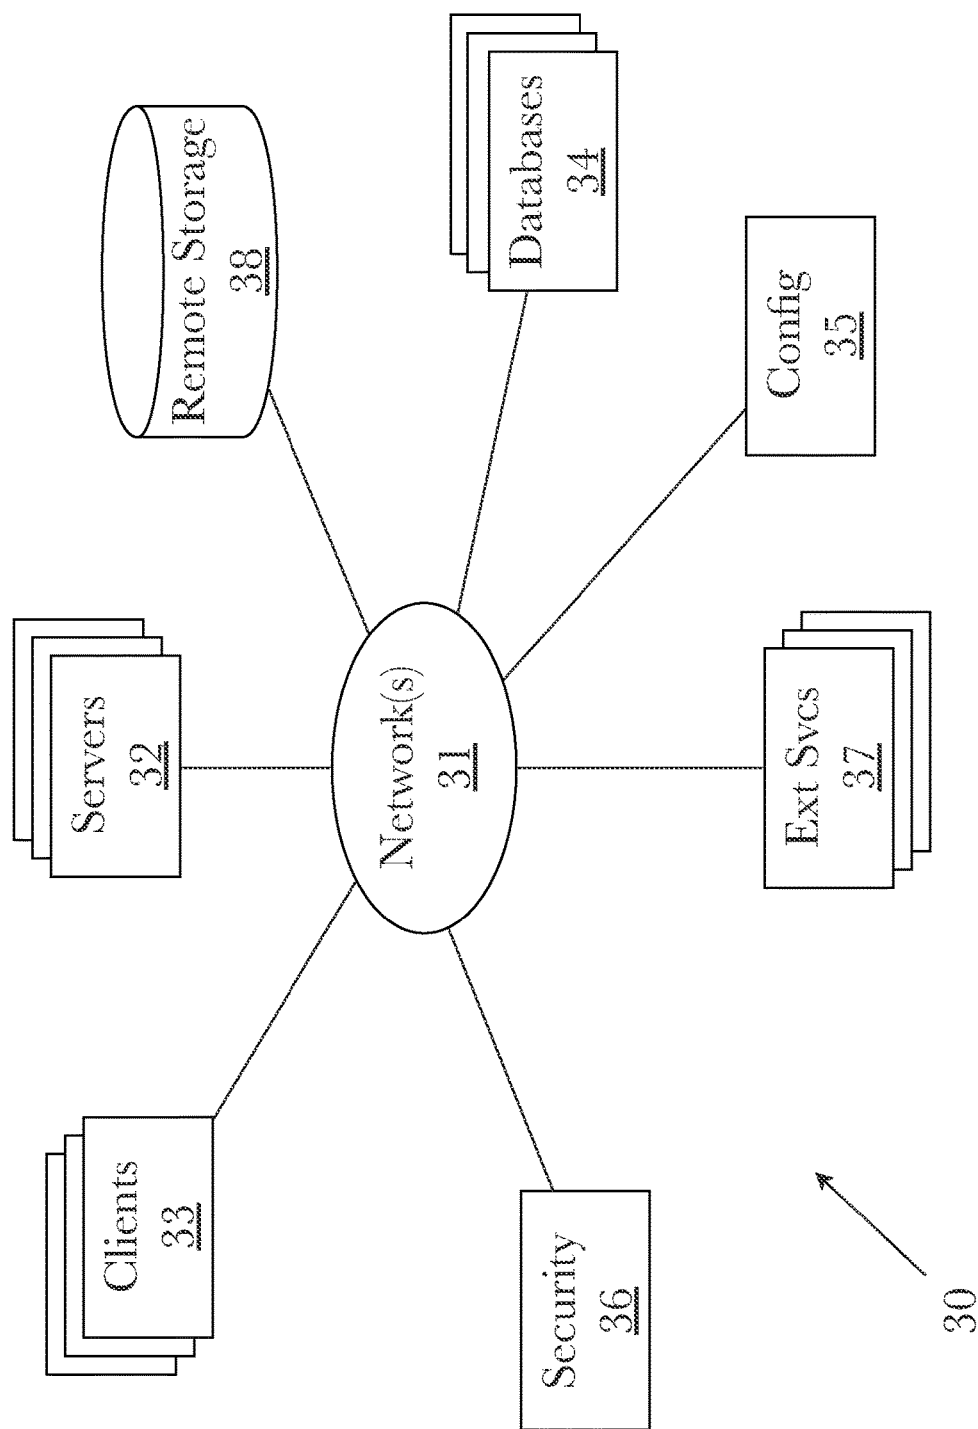 Clients
33
Servers
32
Remote Storage
38
Network(s)
31
Databases
34
Security
36
Ext Svcs
37
Config
35
30